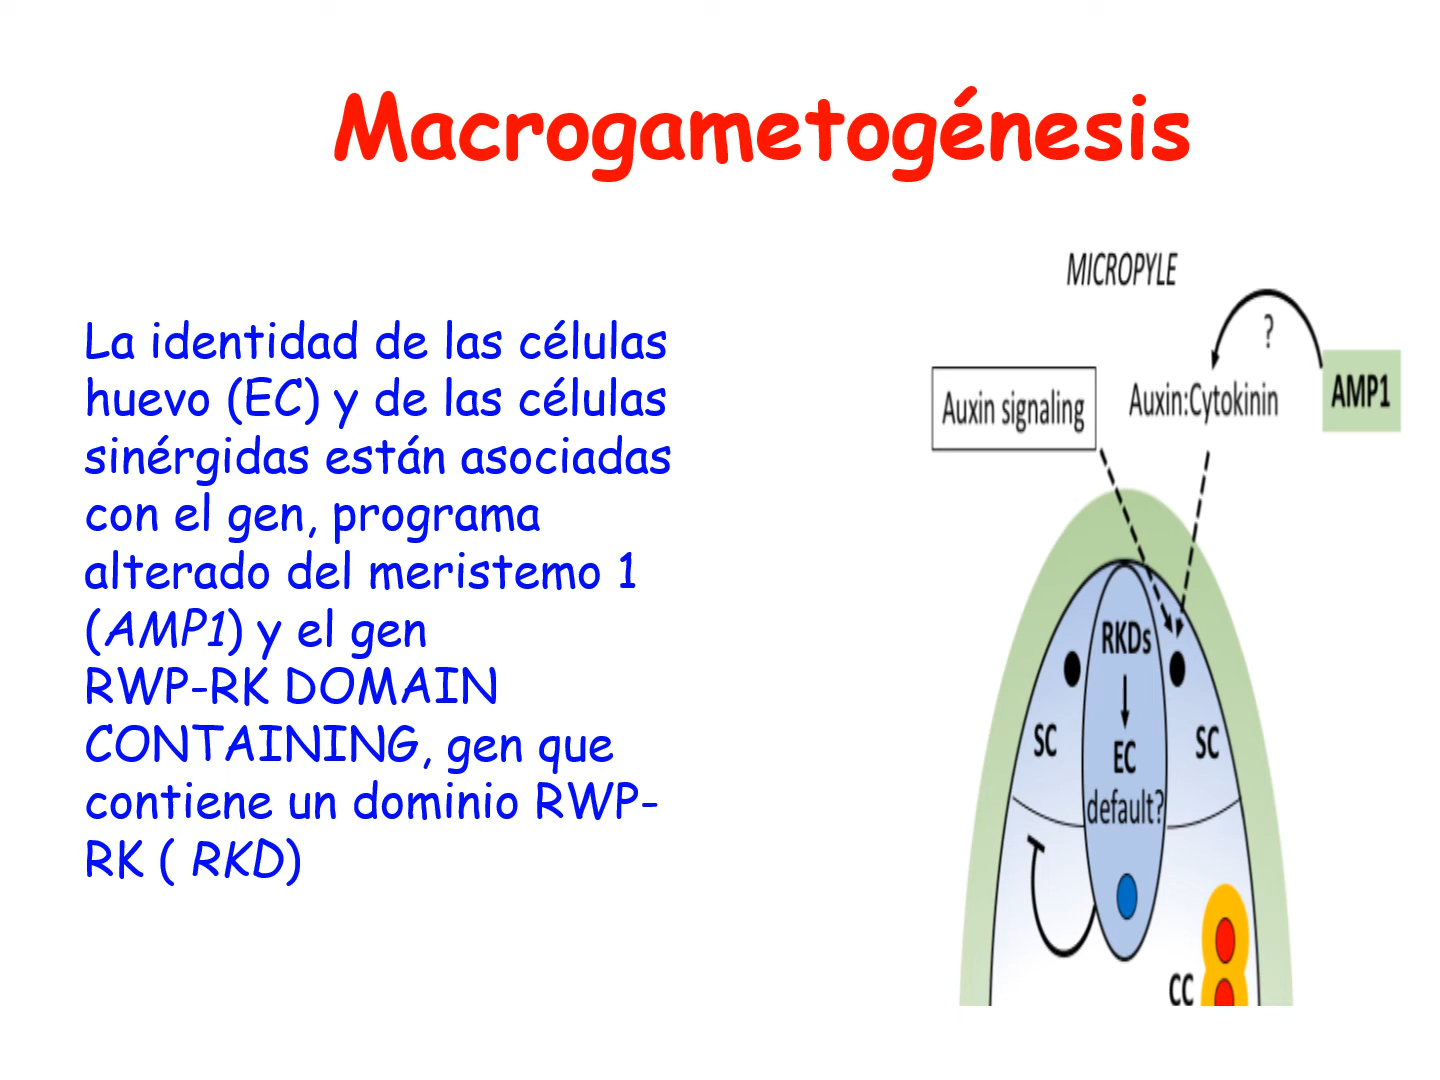 Macrogametogénesis
La identidad de las células
huevo (EC) y de las células
sinérgidas están asociadas
con el gen, programa
alterado del meristemo 1
(AMP1) y el gen
RWP-RK DOMAIN
CONTAINING, gen que
contiene un dominio RWP-
RK ( RKD)
MICROPYLE
?
Auxin signaling
Auxin:Cytokinin
AMP1
RKDs
SC
EC
SC
default?
CC